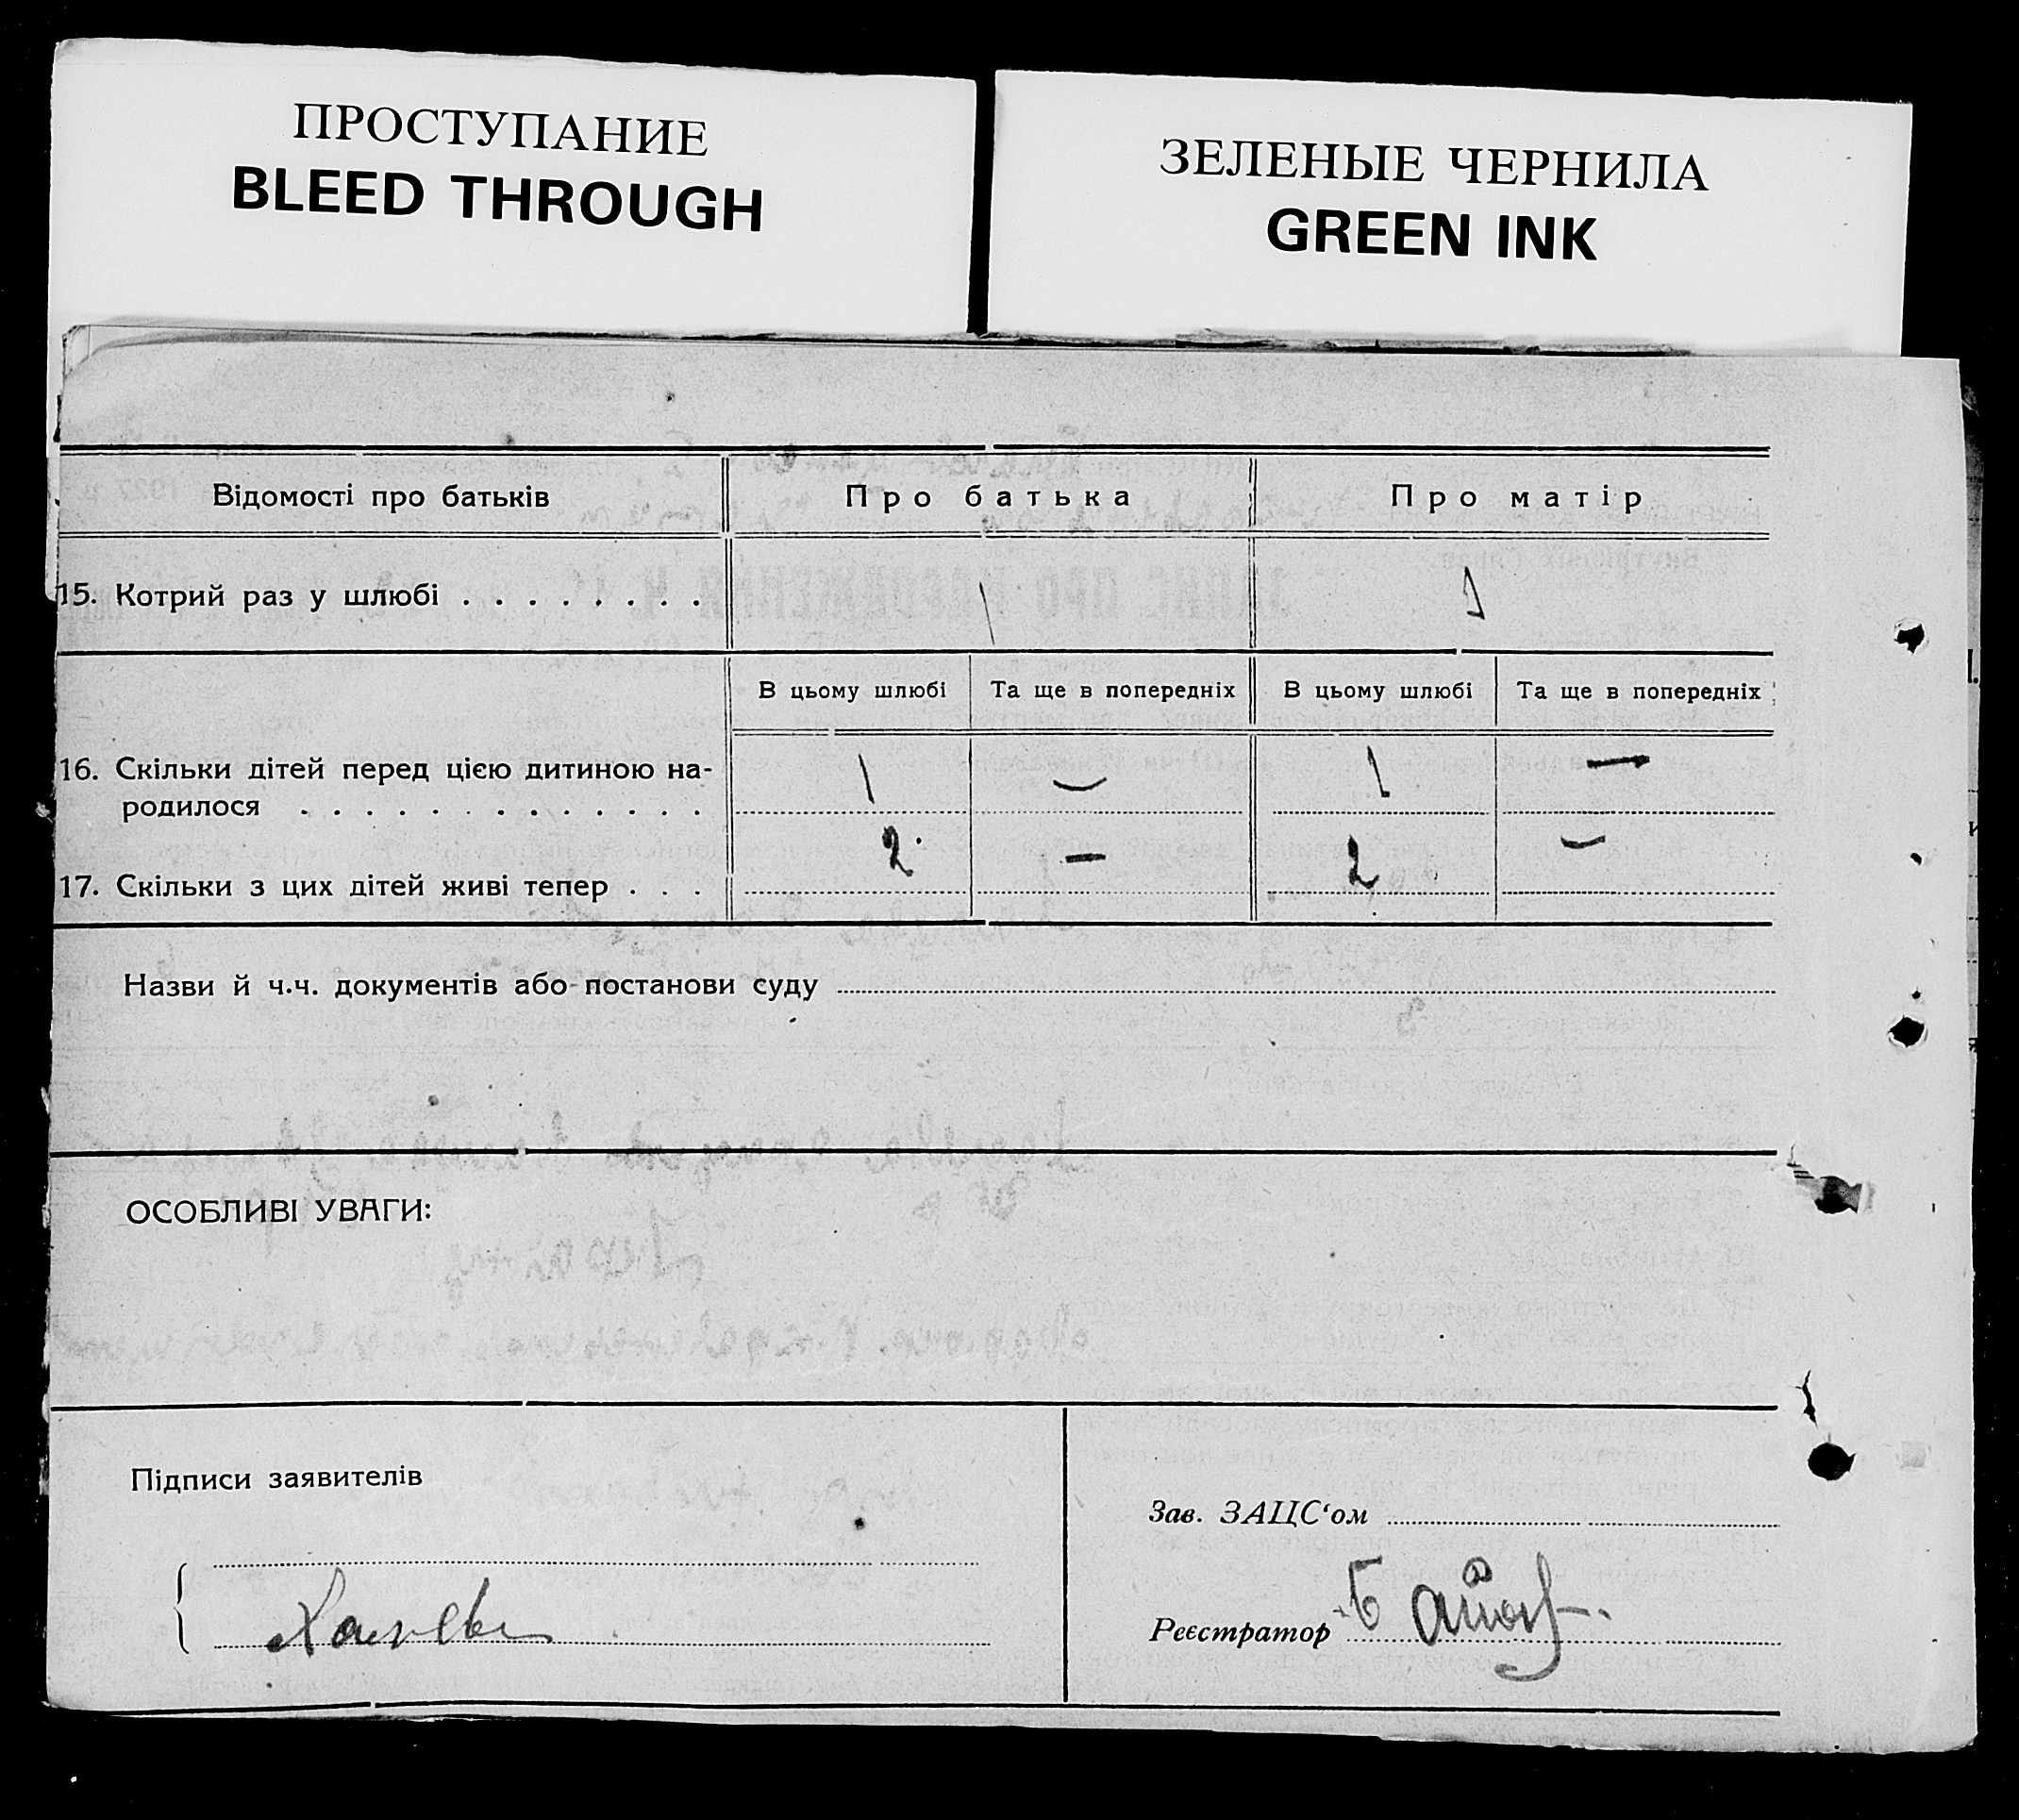 ПРОСТУПАНИЕ
BLEED THROUGH
ЗЕЛЕНЫЕ ЧЕРНИЛА
GREEN INK
Відомості про батьків Про батька Про матір
15. Котрий раз у шлюбі . . . . . . . . 1 1
В цьому шлюбі Та ще в попередніх В цьому шлюбі Та ще в попередніх
16. Скільки дітей перед цією дитиною на- 1 — 1 —
родилося . . . . . . . . . . . . .
17. Скільки з цих дітей живі тепер . . . 2 — 2 —
Назви й ч.ч. документів або постанови суду
ОСОБЛИВІ УВАГИ:
Підписи заявителів
Зав. ЗАЦС‘ом
Реєстратор